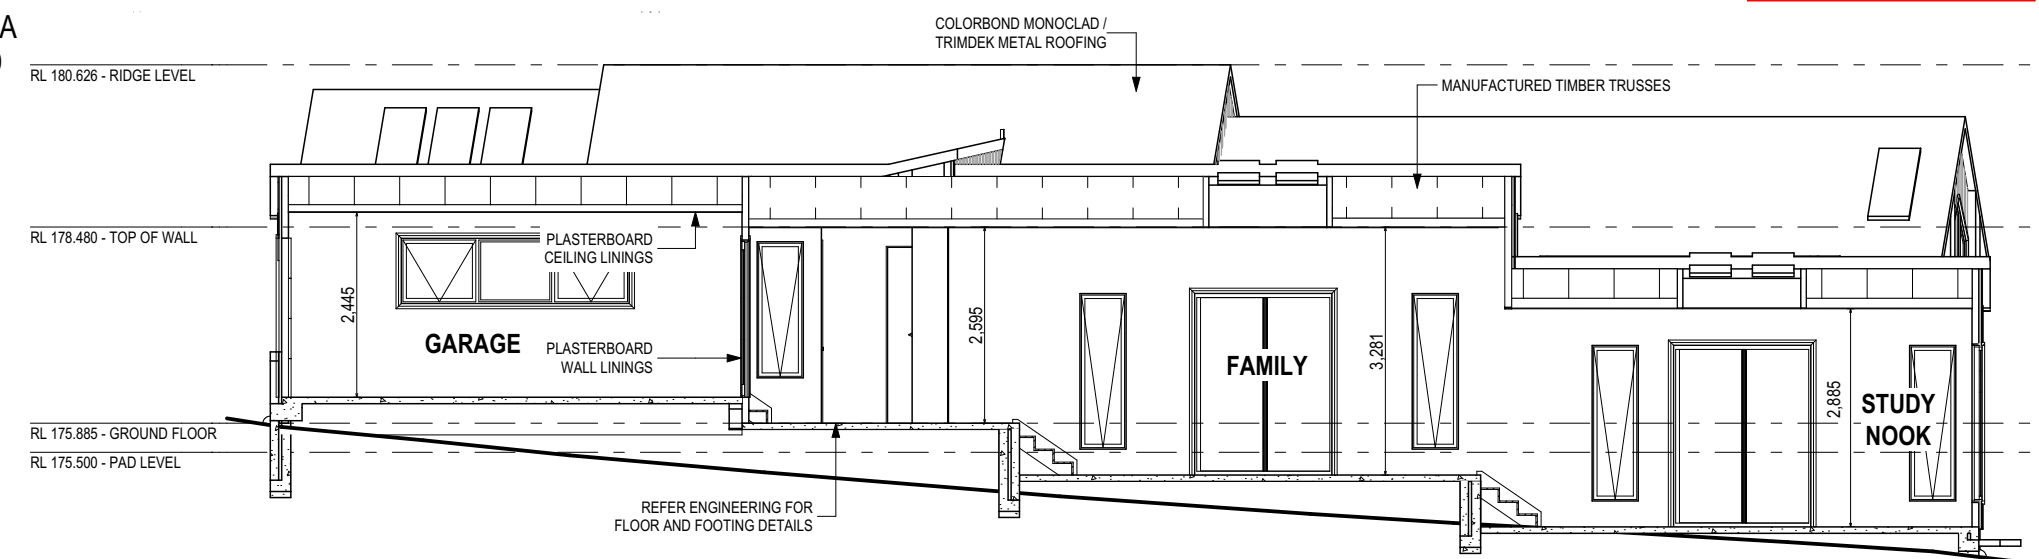 A
)
COLORBOND MONOCLAD /
TRIMDEK METAL ROOFING
RL 180.626 - RIDGE LEVEL
MANUFACTURED TIMBER TRUSSES
RL 178.480 - TOP OF WALL
PLASTERBOARD
CEILING LININGS
2,445
GARAGE
PLASTERBOARD
WALL LININGS
2,595
FAMILY
3,281
2,885
STUDY
NOOK
RL 175.885 - GROUND FLOOR
RL 175.500 - PAD LEVEL
REFER ENGINEERING FOR
FLOOR AND FOOTING DETAILS